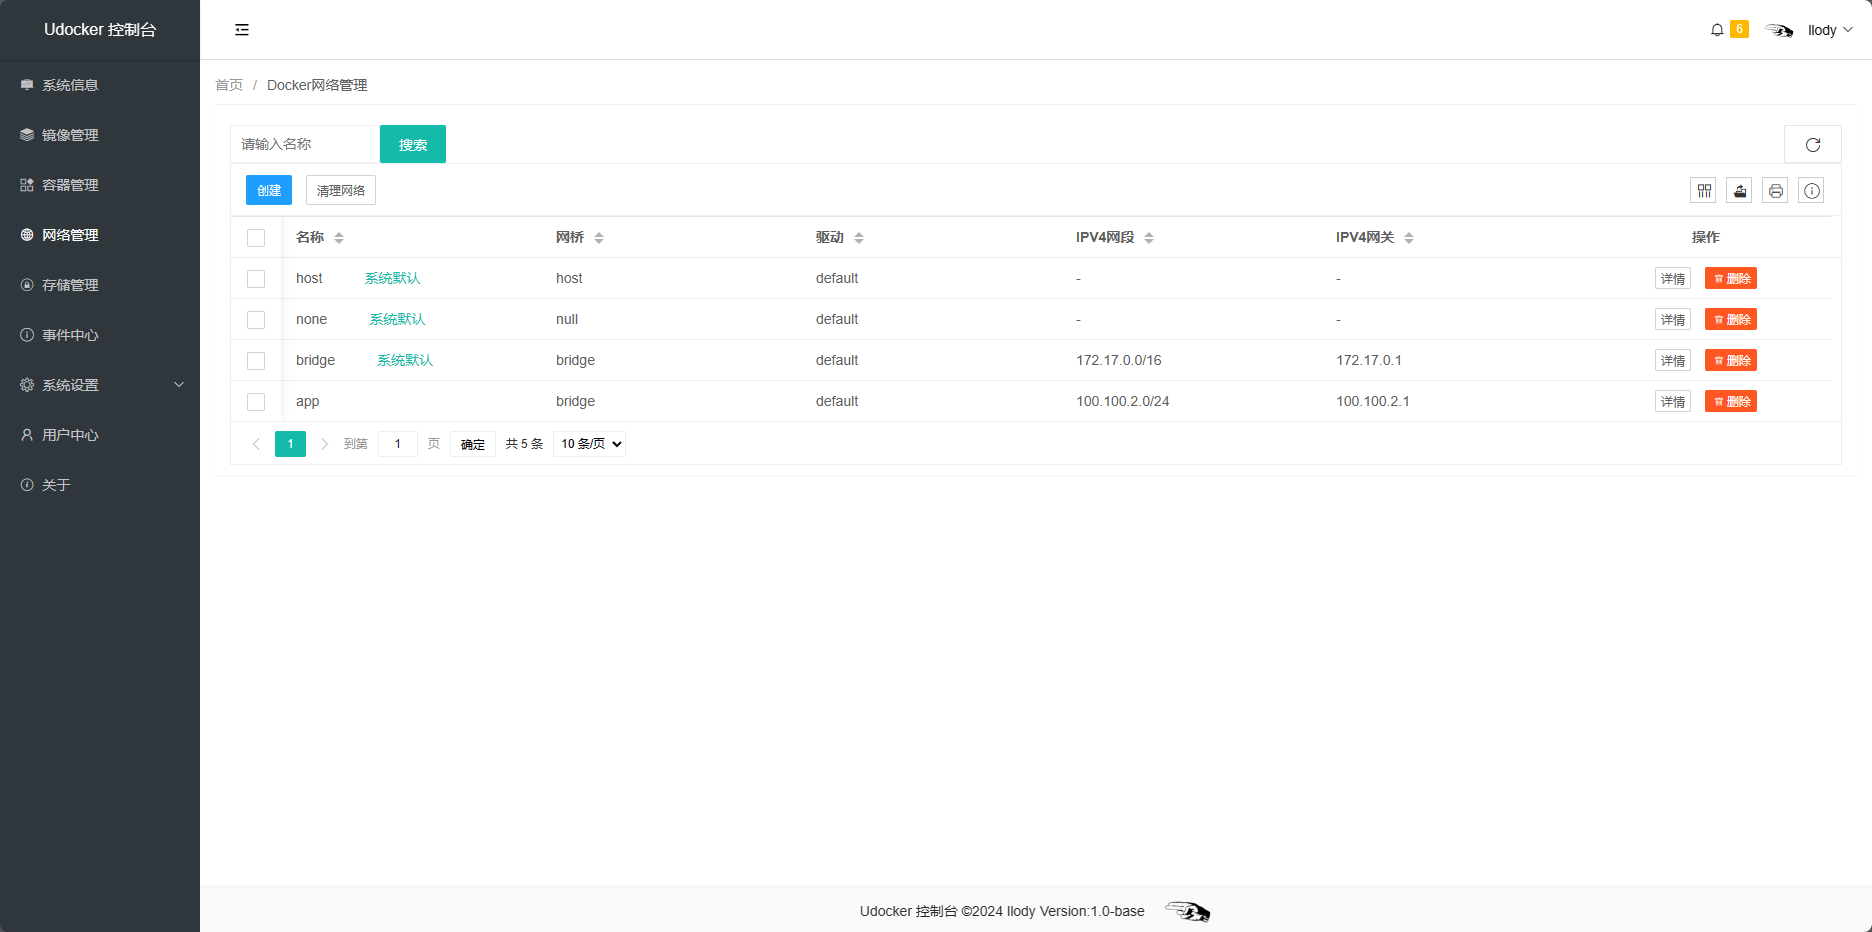 Udocker 控制台
6
llody
系统信息
镜像管理
容器管理
网络管理
存储管理
事件中心
系统设置
用户中心
关于
首页 / Docker网络管理
请输入名称 搜索
创建 清理网络
名称 网桥 驱动 IPV4网段 IPV4网关 操作
host 系统默认 host default - - 详情 删除
none 系统默认 null default - - 详情 删除
bridge 系统默认 bridge default 172.17.0.0/16 172.17.0.1 详情 删除
app bridge default 100.100.2.0/24 100.100.2.1 详情 删除
1 到第 1 页 确定 共 5 条 10 条/页
Udocker 控制台 ©2024 llody Version:1.0-base